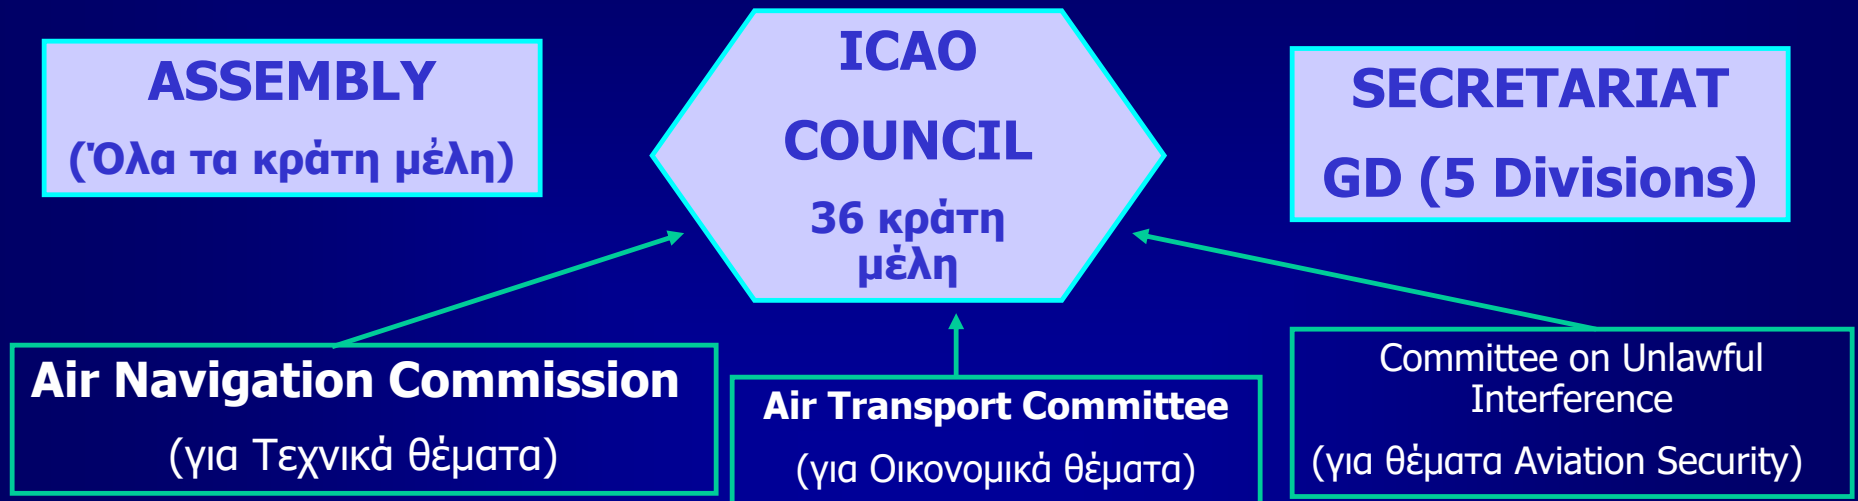 ASSEMBLY
(Όλα τα κράτη μέλη)
ICAO
COUNCIL
36 κράτη
μέλη
SECRETARIAT
GD (5 Divisions)
Air Navigation Commission
(για Τεχνικά θέματα)
Air Transport Committee
(για Οικονομικά θέματα)
Committee on Unlawful
Interference
(για θέματα Aviation Security)